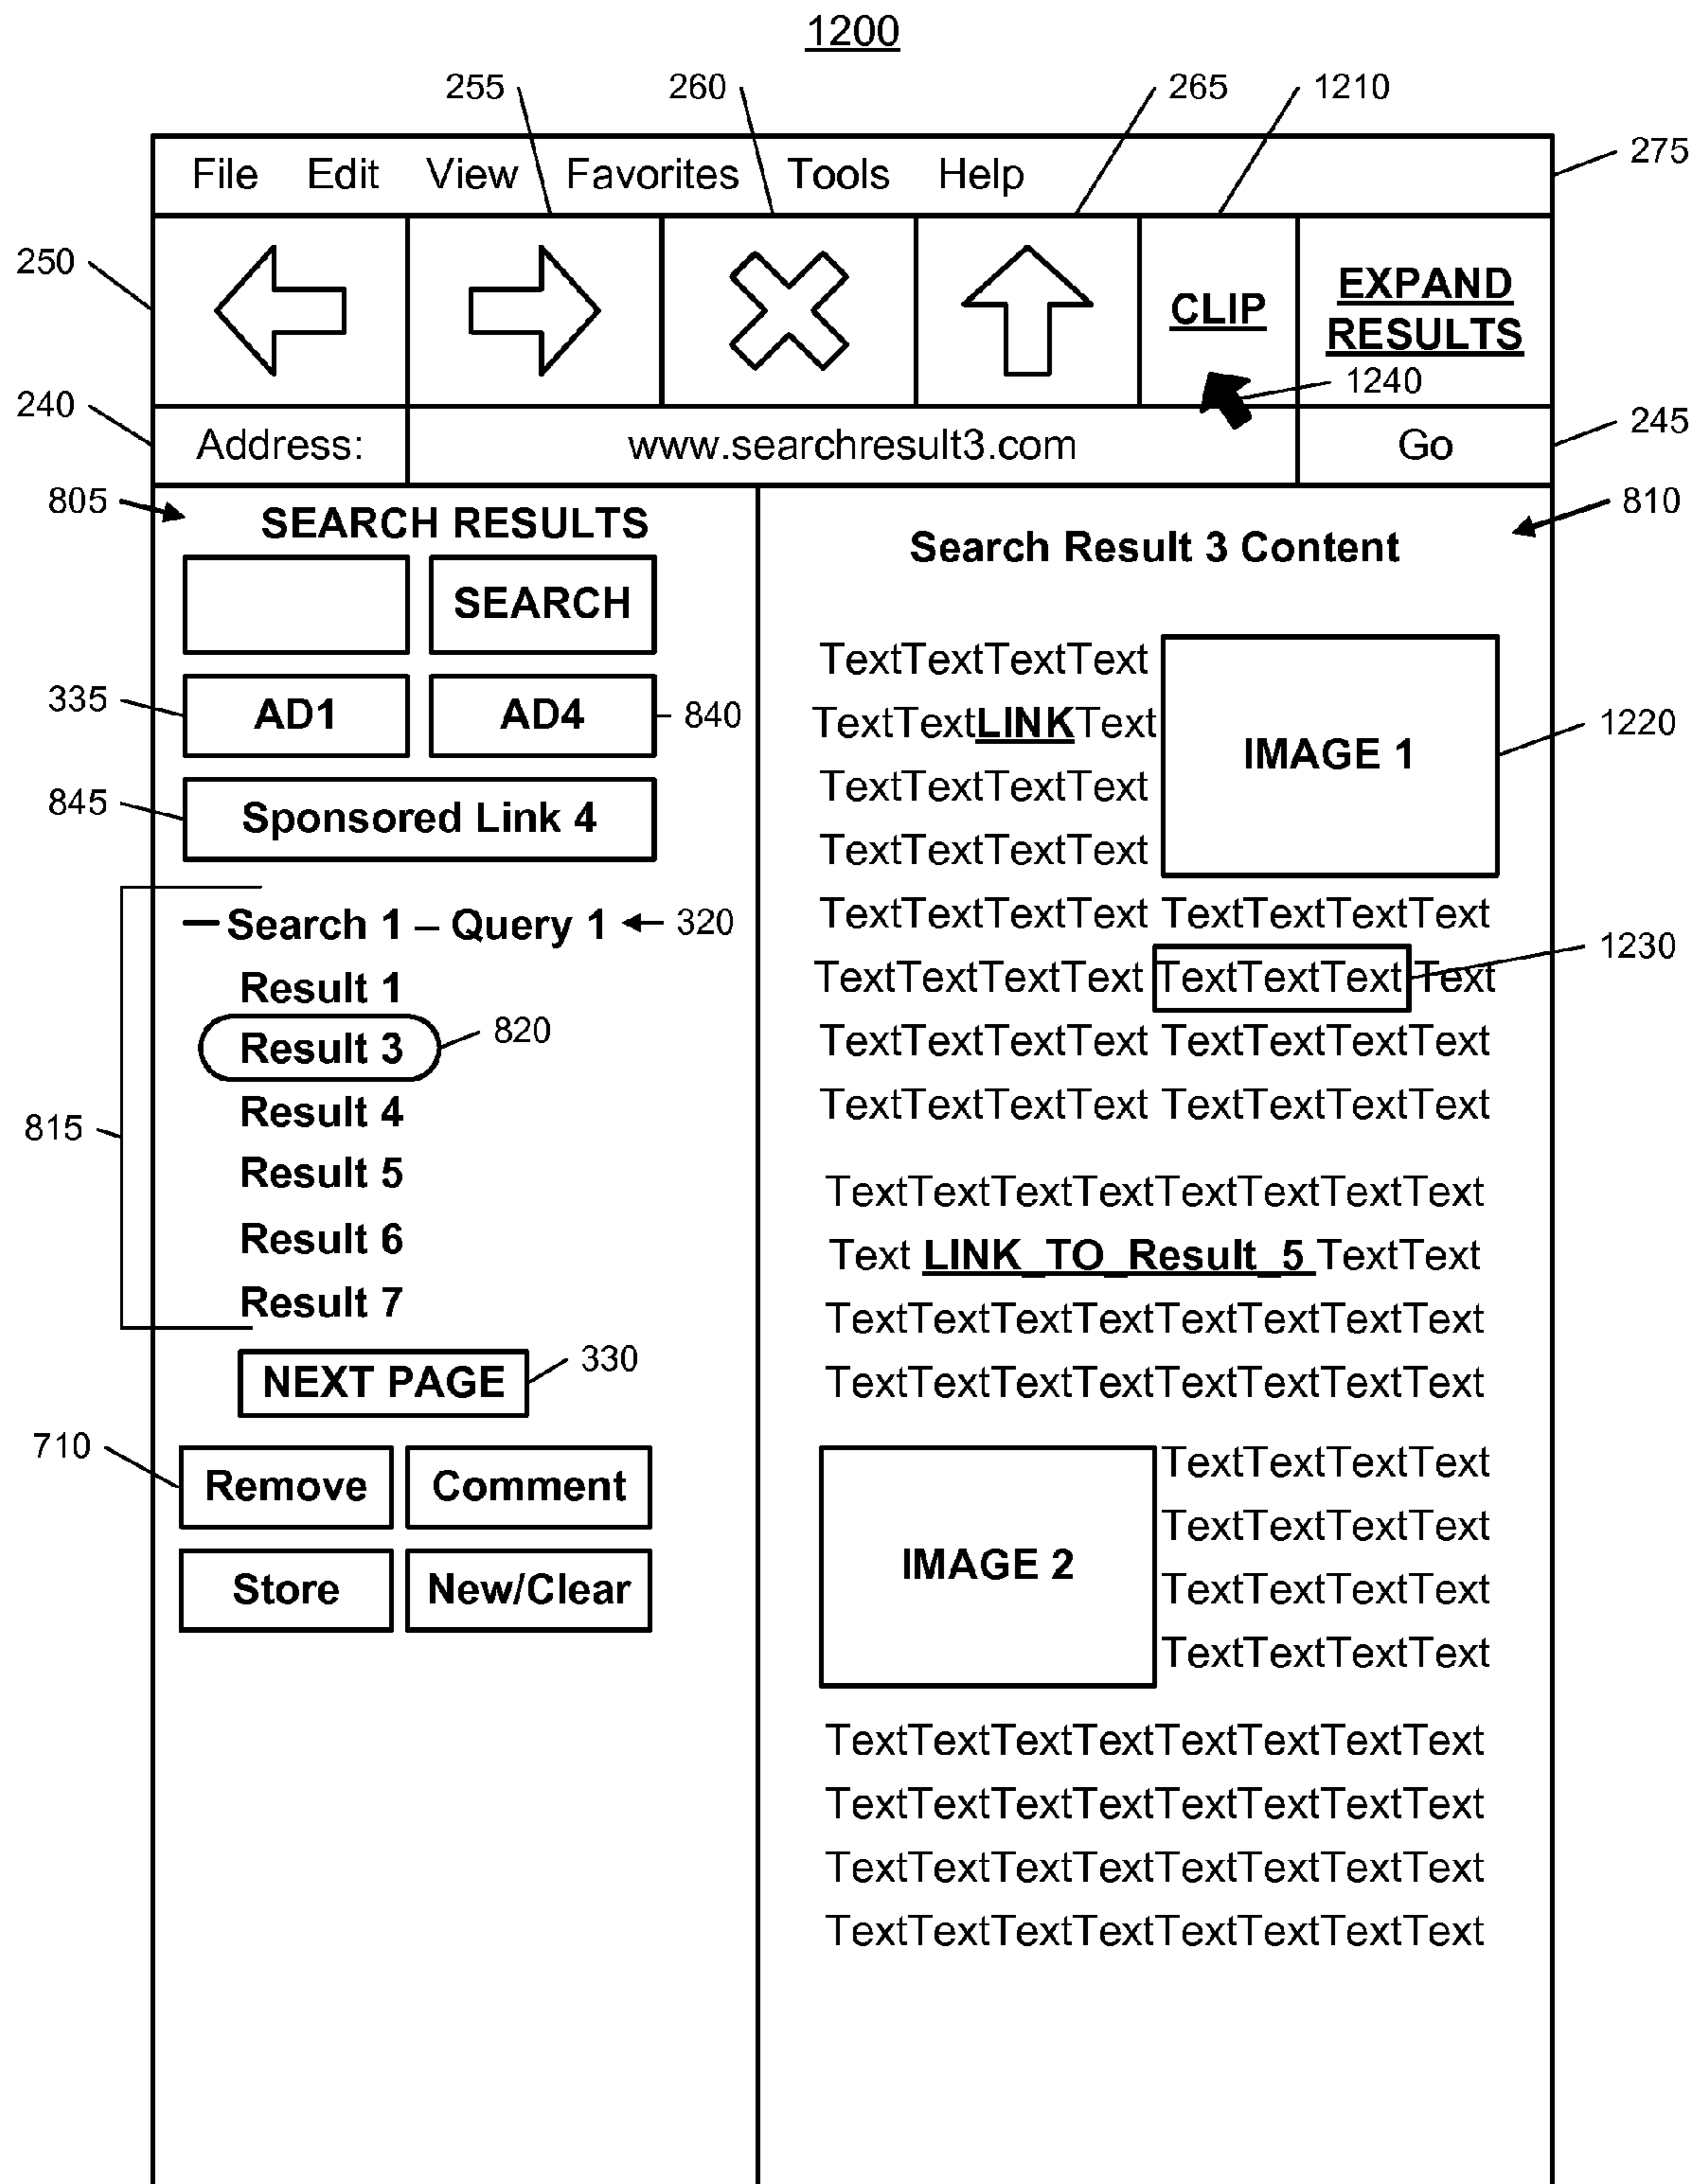 1200
255 260 265 1210
275
File Edit View Favorites Tools Help
250
CLIP
EXPAND
RESULTS
1240
240
Address: www.searchresult3.com Go
245
805
SEARCH RESULTS
SEARCH
335
AD1
AD4
840
845
Sponsored Link 4
— Search 1 – Query 1
320
Result 1
Result 3
820
Result 4
815
Result 5
Result 6
Result 7
NEXT PAGE
330
710
Remove
Comment
Store
New/Clear
810
Search Result 3 Content
TextTextTextText
TextTextLINKText
IMAGE 1
1220
TextTextTextText
TextTextTextText
TextTextTextText TextTextTextText
TextTextTextText TextTextText Text
1230
TextTextTextText TextTextTextText
TextTextTextText TextTextTextText
TextTextTextTextTextTextTextText
Text LINK_TO_Result_5 TextText
TextTextTextTextTextTextTextText
TextTextTextTextTextTextTextText
IMAGE 2
TextTextTextText
TextTextTextText
TextTextTextText
TextTextTextText
TextTextTextTextTextTextTextText
TextTextTextTextTextTextTextText
TextTextTextTextTextTextTextText
TextTextTextTextTextTextTextText